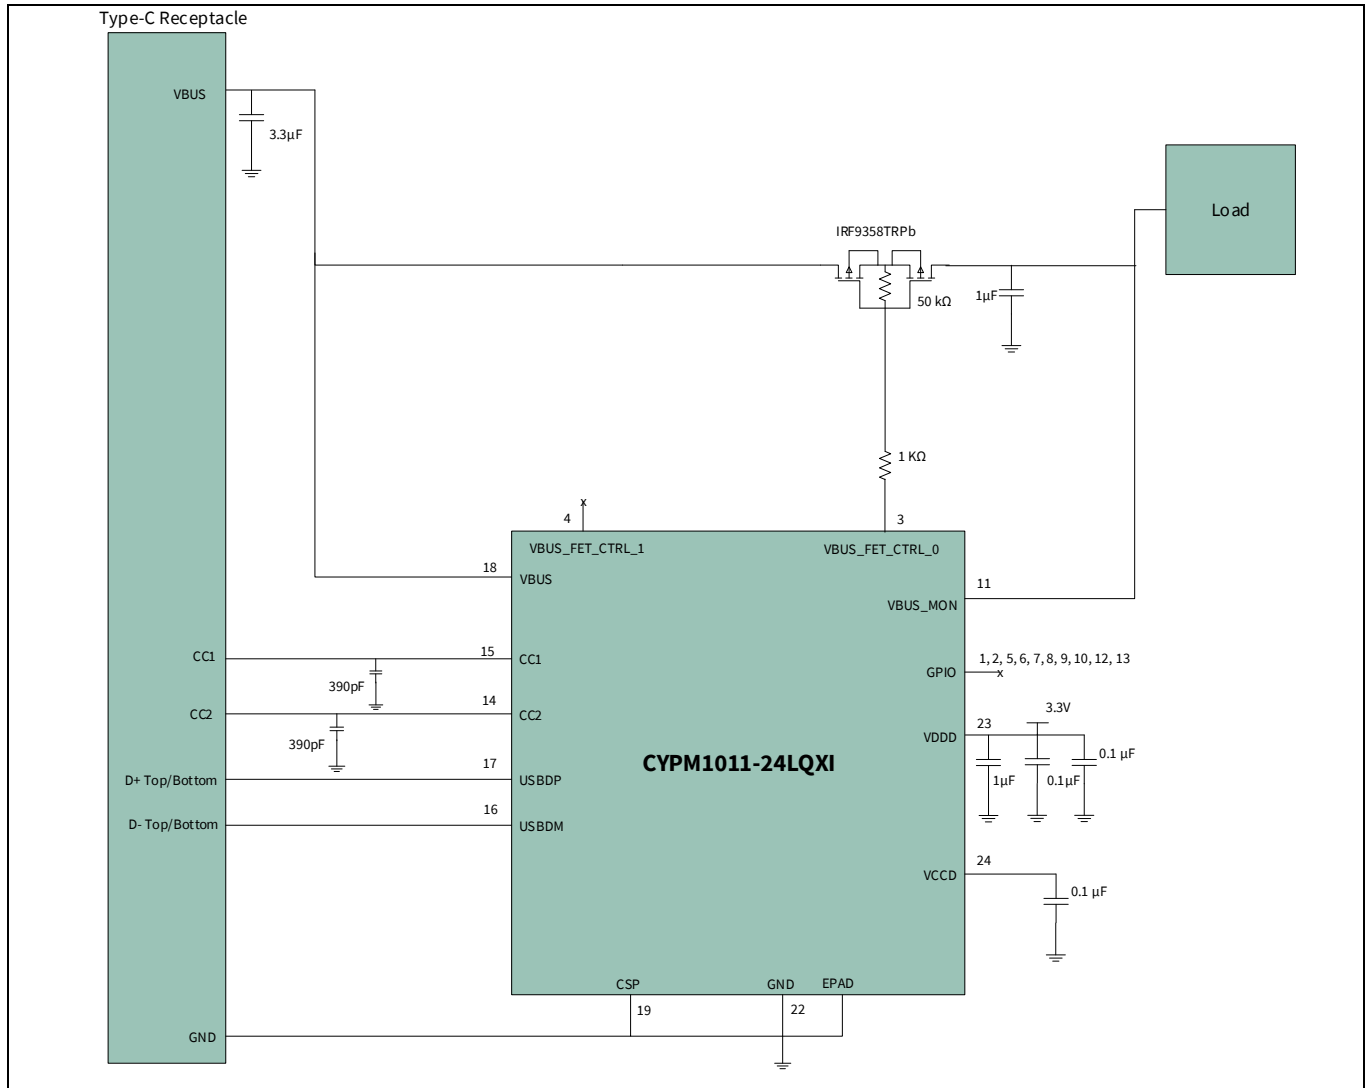 Type-C Receptacle
VBUS
3.3µF
Load
IRF9358TRPb
50 kΩ
1µF
1 KΩ
x
4
3
VBUS_FET_CTRL_1
VBUS_FET_CTRL_0
18
VBUS
11
VBUS_MON
CC1
15
CC1
1, 2, 5, 6, 7, 8, 9, 10, 12, 13
GPIO
x
390pF
14
CC2
CC2
3.3V
23
VDDD
390pF
0.1 µF
1µF
0.1µF
CYPM1011-24LQXI
17
D+ Top/Bottom
USBDP
16
D- Top/Bottom
USBDM
24
VCCD
0.1 µF
CSP
GND
EPAD
19
22
GND